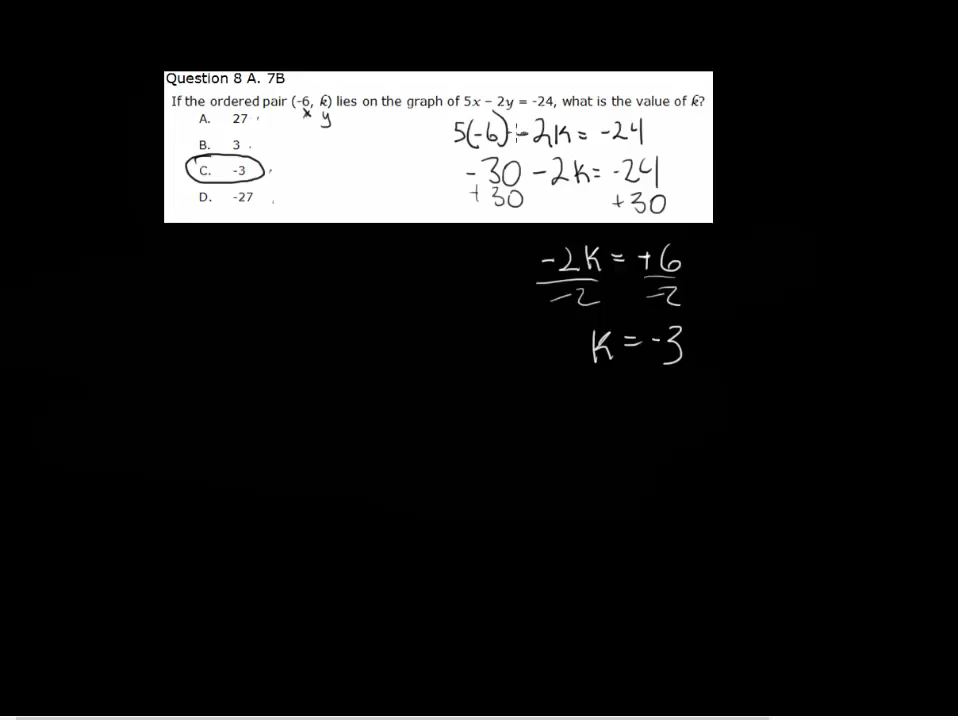 Question 8 A. 7B
If the ordered pair (-6, k) lies on the graph of 5x − 2y = -24, what is the value of k?
x y
A. 27
B. 3
C. -3
D. -27
5(-6) - 2k = -24
-30 - 2k = -24
+30 +30
-2k = +6
-2 -2
k = -3